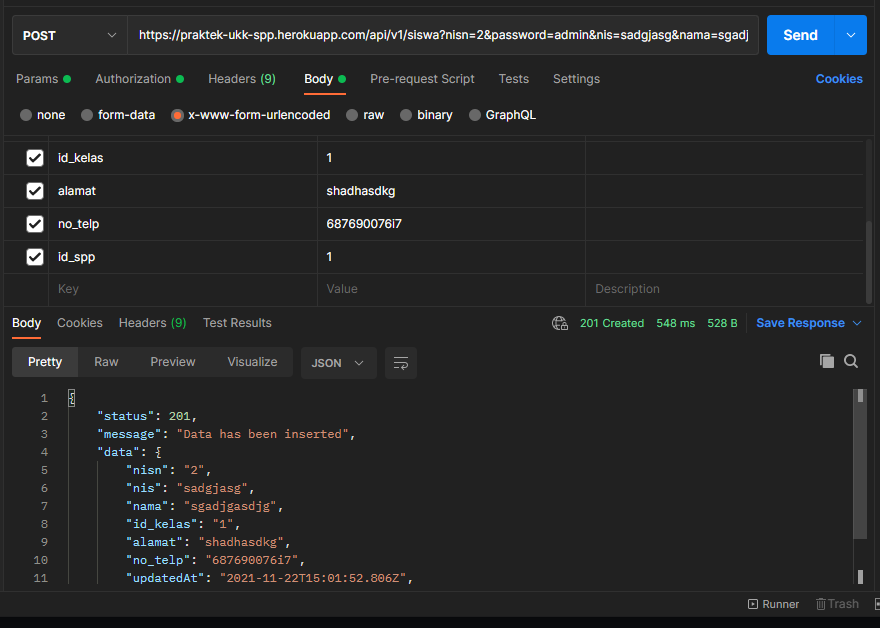 POST https://praktek-ukk-spp.herokuapp.com/api/v1/siswa?nisn=2&password=admin&nis=sadgjasg&nama=sgadj Send
Params Authorization Headers (9) Body Pre-request Script Tests Settings Cookies
none form-data x-www-form-urlencoded raw binary GraphQL
id_kelas 1
alamat shadhasdkg
no_telp 687690076i7
id_spp 1
Key Value Description
Body Cookies Headers (9) Test Results 201 Created 548 ms 528 B Save Response
Pretty Raw Preview Visualize JSON
1 {
2 "status": 201,
3 "message": "Data has been inserted",
4 "data": {
5 "nisn": "2",
6 "nis": "sadgjasg",
7 "nama": "sgadjgasdjg",
8 "id_kelas": "1",
9 "alamat": "shadhasdkg",
10 "no_telp": "687690076i7",
11 "updatedAt": "2021-11-22T15:01:52.806Z",
Runner Trash